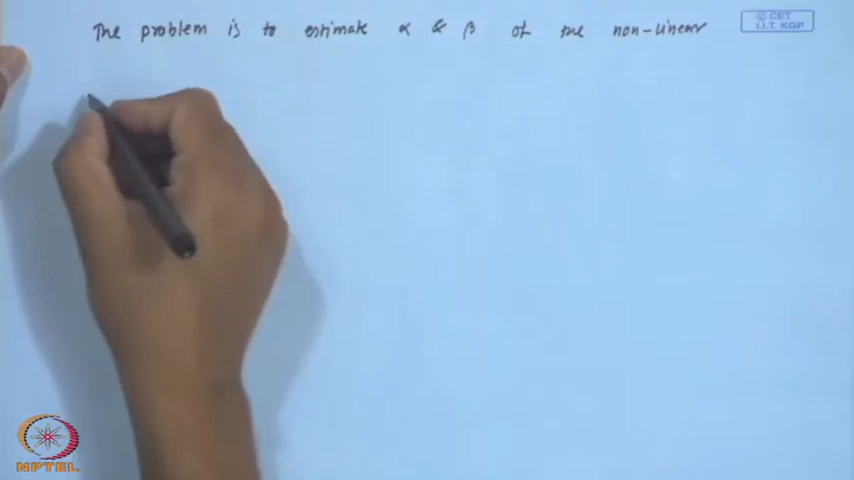 The problem is to estimate α & β of the non-linear
© CET
I.I.T. KGP
NPTEL